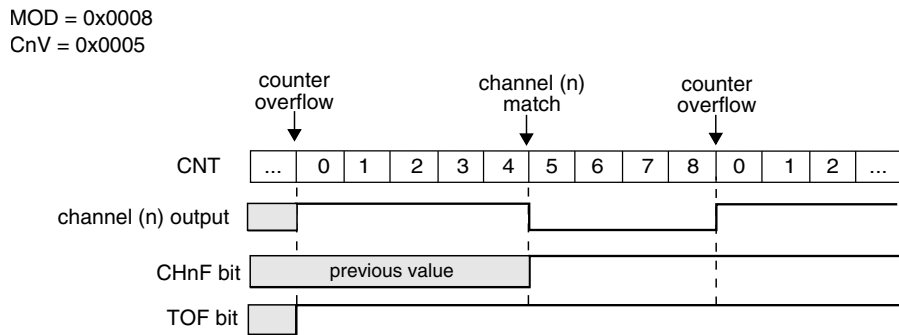 MOD = 0x0008
CnV = 0x0005
counter overflow
channel (n) match
counter overflow
CNT ... 0 1 2 3 4 5 6 7 8 0 1 2 ...
channel (n) output
CHnF bit previous value
TOF bit